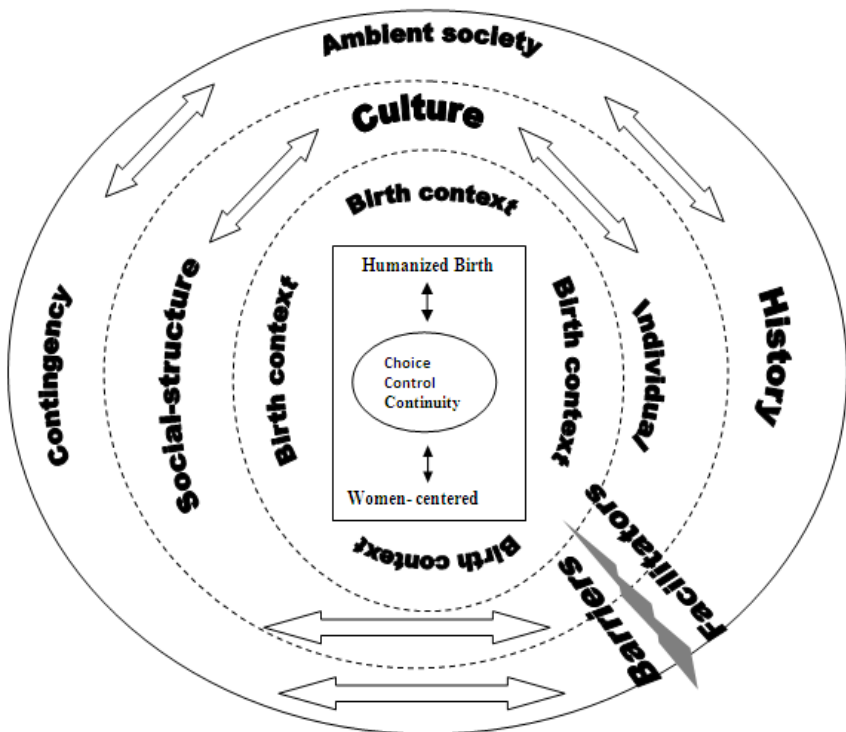 Ambient society
Culture
Birth context
Humanized Birth
Contingency
Social-structure
Birth context
Choice
Control
Continuity
Birth context
Individual
History
Women- centered
Birth context
Facilitators
Barriers